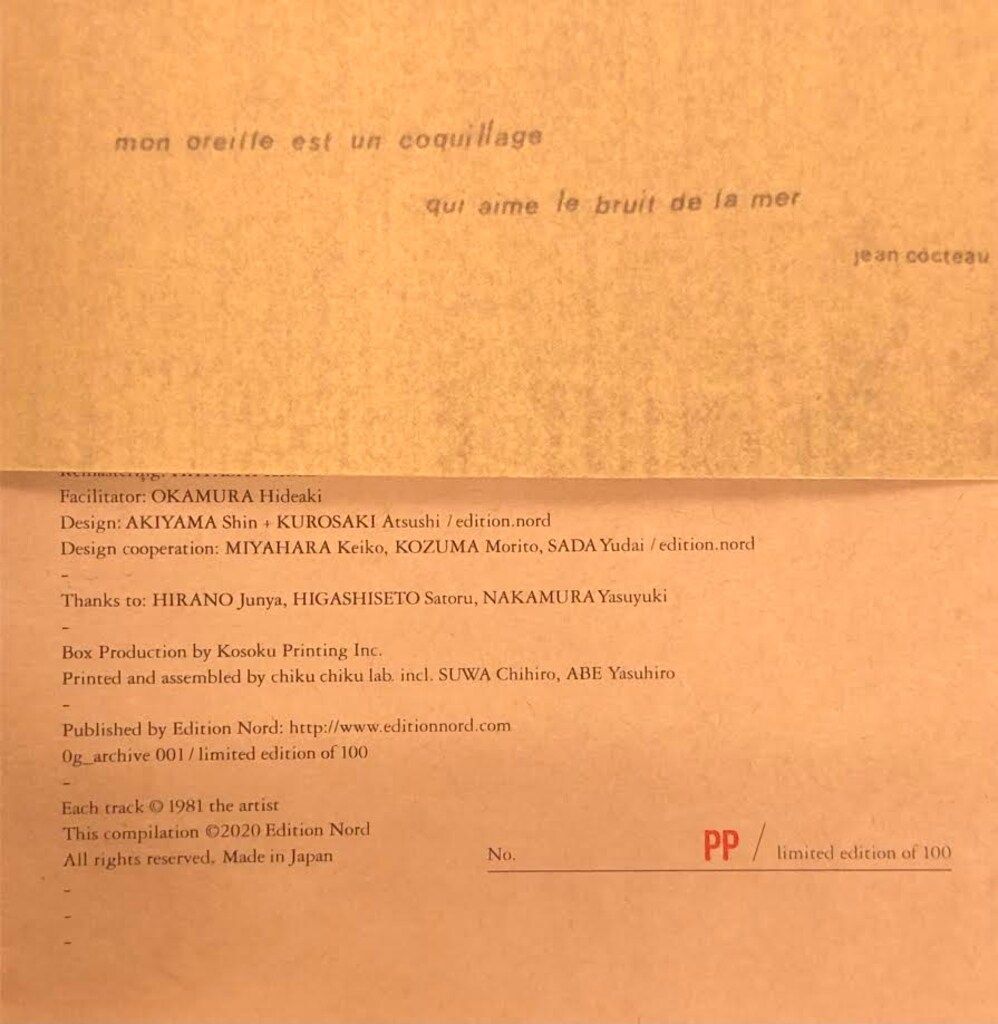 mon oreille est un coquillage
qui aime le bruit de la mer
jean cocteau
Facilitator: OKAMURA Hideaki
Design: AKIYAMA Shin + KUROSAKI Atsushi / edition.nord
Design cooperation: MIYAHARA Keiko, KOZUMA Morito, SADA Yudai / edition.nord
-
Thanks to: HIRANO Junya, HIGASHISETO Satoru, NAKAMURA Yasuyuki
-
Box Production by Kosoku Printing Inc.
Printed and assembled by chiku chiku lab. incl. SUWA Chihiro, ABE Yasuhiro
-
Published by Edition Nord: http://www.editionnord.com
0g_archive 001 / limited edition of 100
-
Each track © 1981 the artist
This compilation ©2020 Edition Nord
All rights reserved. Made in Japan
No. PP / limited edition of 100
-
-
-